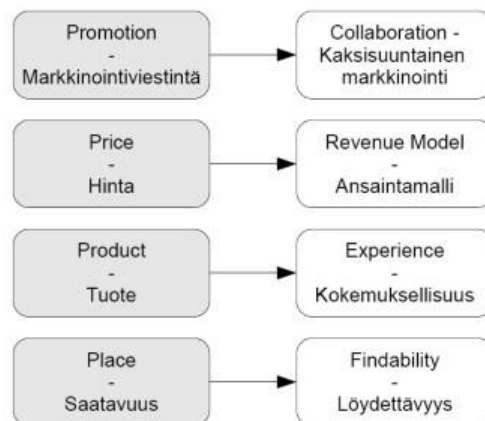 Promotion
-
Markkinointiviestintä
Collaboration -
Kaksisuuntainen
markkinointi
Price
-
Hinta
Revenue Model
-
Ansaintamalli
Product
-
Tuote
Experience
-
Kokemuksellisuus
Place
-
Saatavuus
Findability
-
Löydettävyys